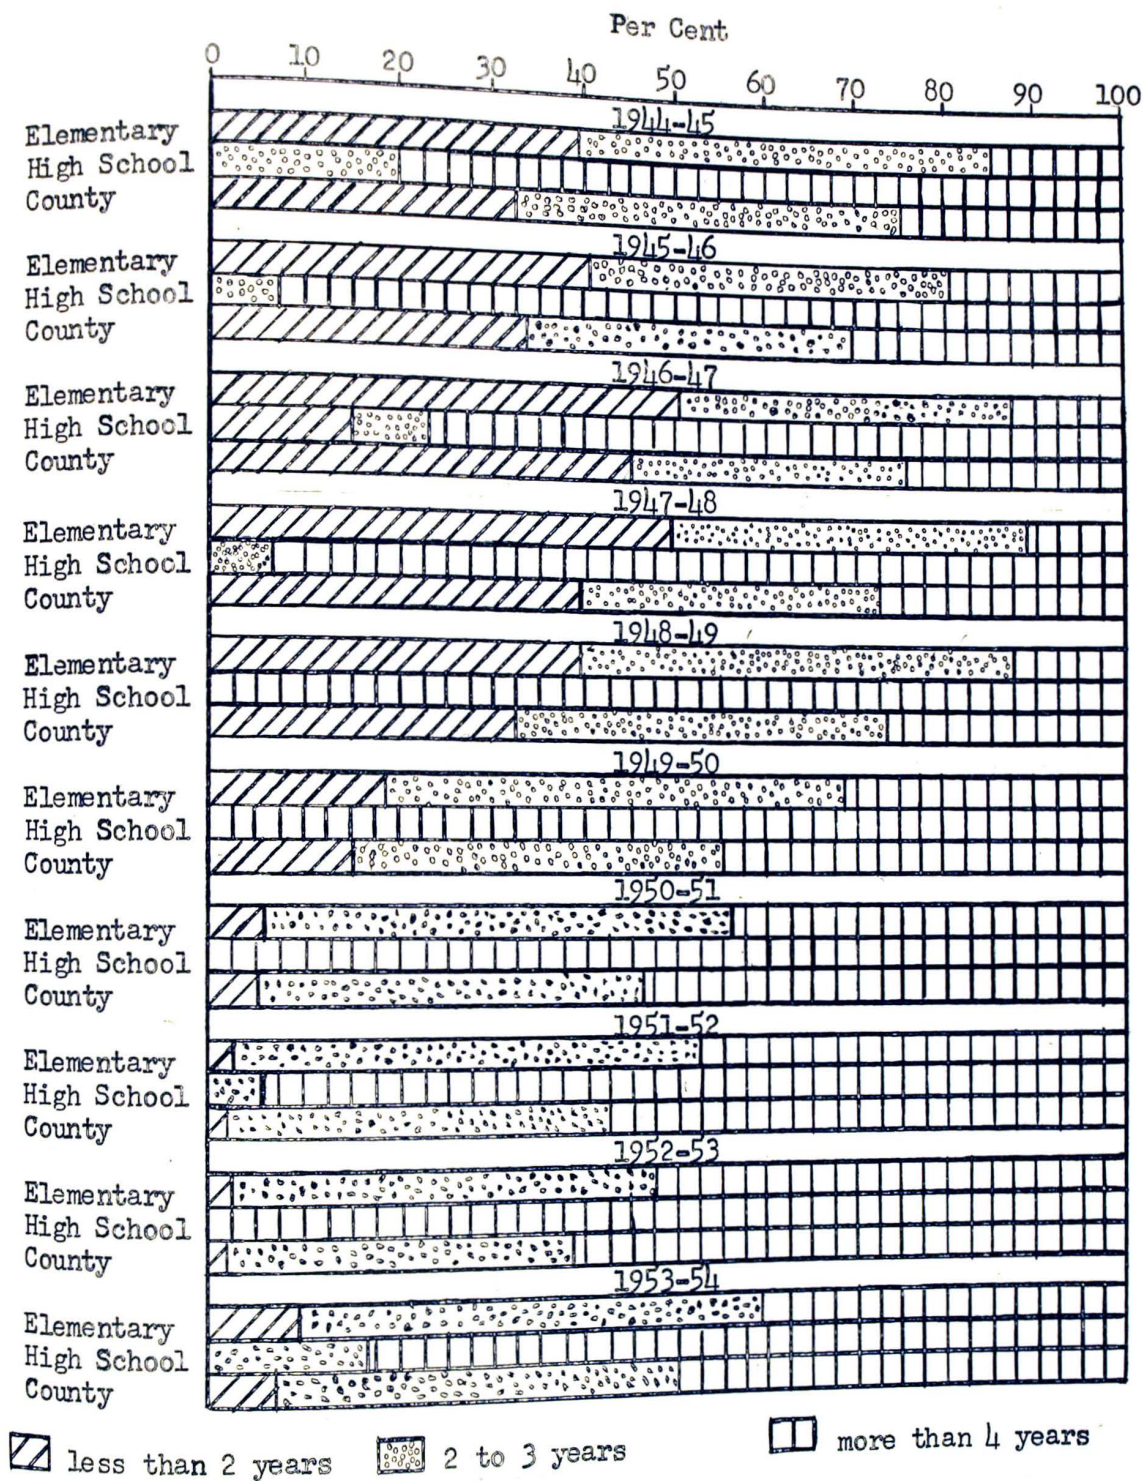 Per Cent
0 10 20 30 40 50 60 70 80 90 100
1944-45
Elementary
High School
County
1945-46
Elementary
High School
County
1946-47
Elementary
High School
County
1947-48
Elementary
High School
County
1948-49
Elementary
High School
County
1949-50
Elementary
High School
County
1950-51
Elementary
High School
County
1951-52
Elementary
High School
County
1952-53
Elementary
High School
County
1953-54
Elementary
High School
County
less than 2 years 2 to 3 years more than 4 years